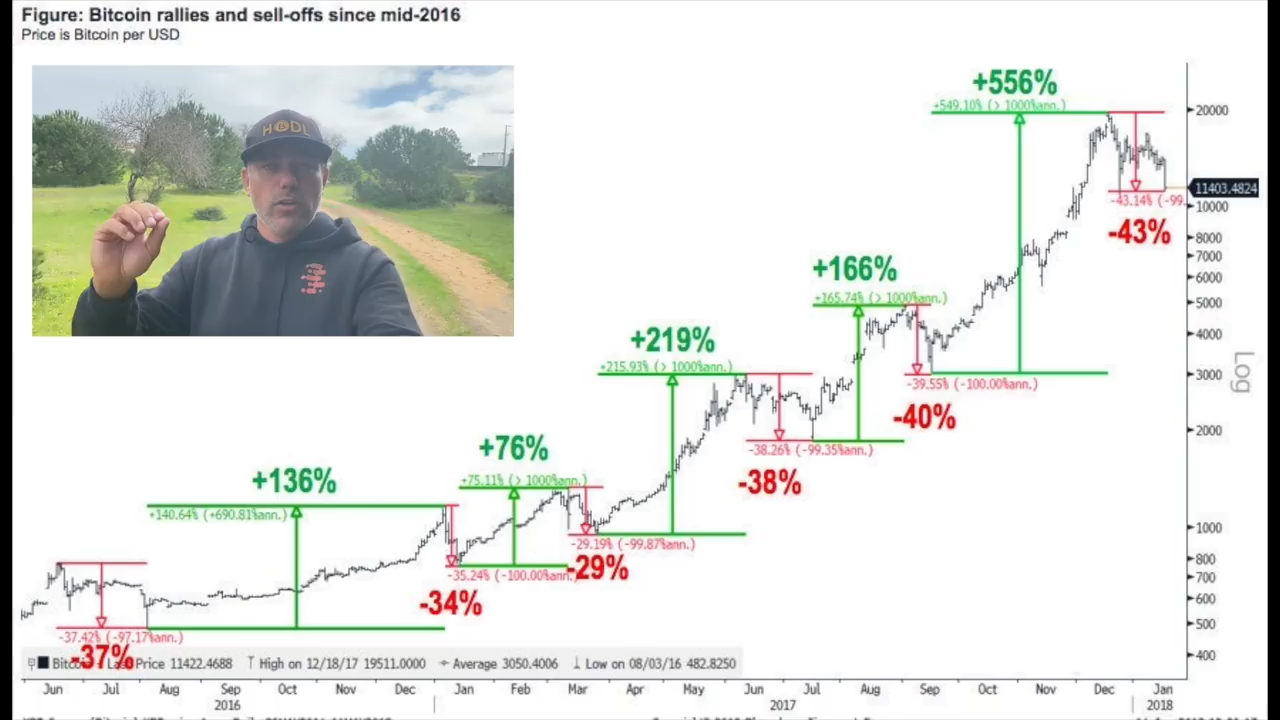 Figure: Bitcoin rallies and sell-offs since mid-2016
Price is Bitcoin per USD
HODL
+556%
+549.10% (> 1000%ann.)
20000
11403.4824
10000
-43.14% (-99.
-43%
8000
7000
6000
5000
4000
3000
2000
1000
800
700
600
500
400
Log
+166%
+165.74% (> 1000%ann.)
-39.55% (-100.00%ann.)
-40%
+219%
+215.93% (> 1000%ann.)
-38.26% (-99.35%ann.)
-38%
+76%
+75.11% (> 1000%ann.)
-29.19% (-99.87%ann.)
-29%
+136%
+140.64% (+690.81%ann.)
-35.24% (-100.00%ann.
-34%
-37.42% (-97.17%ann.)
-37%
Bitcoin - Last Price 11422.4688 High on 12/18/17 19511.0000 Average 3050.4006 Low on 08/03/16 482.8250
Jun Jul Aug Sep Oct Nov Dec Jan Feb Mar Apr May Jun Jul Aug Sep Oct Nov Dec Jan
2016 2017 2018